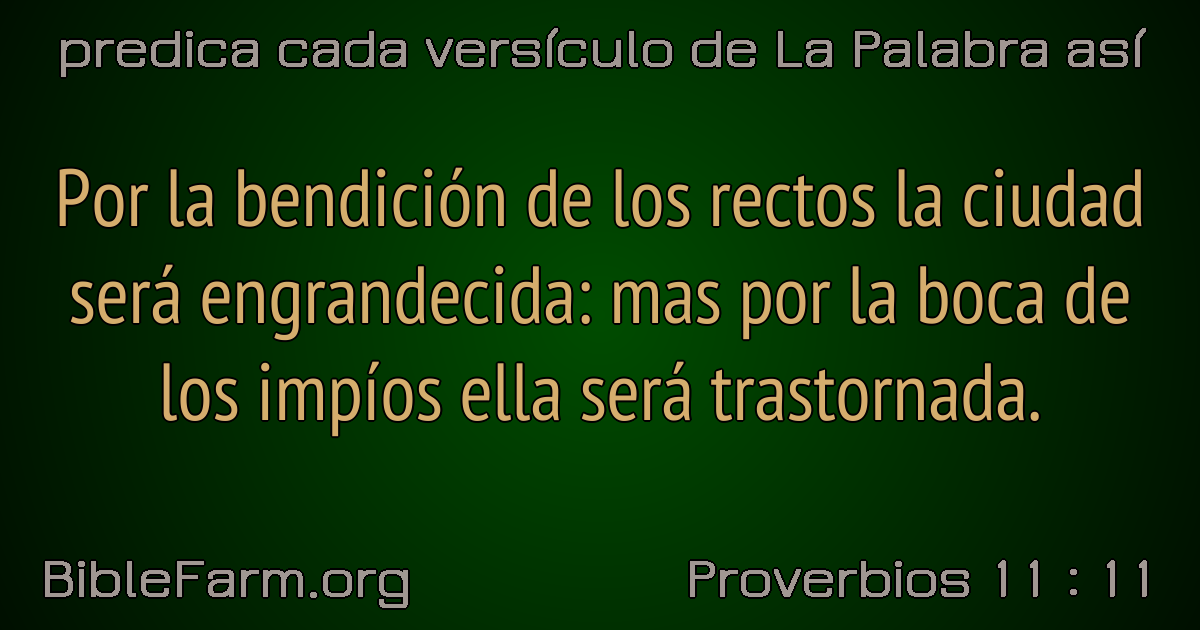 predica cada versículo de La Palabra así
Por la bendición de los rectos la ciudad
será engrandecida: mas por la boca de
los impíos ella será trastornada.
BibleFarm.org
Proverbios 11 : 11